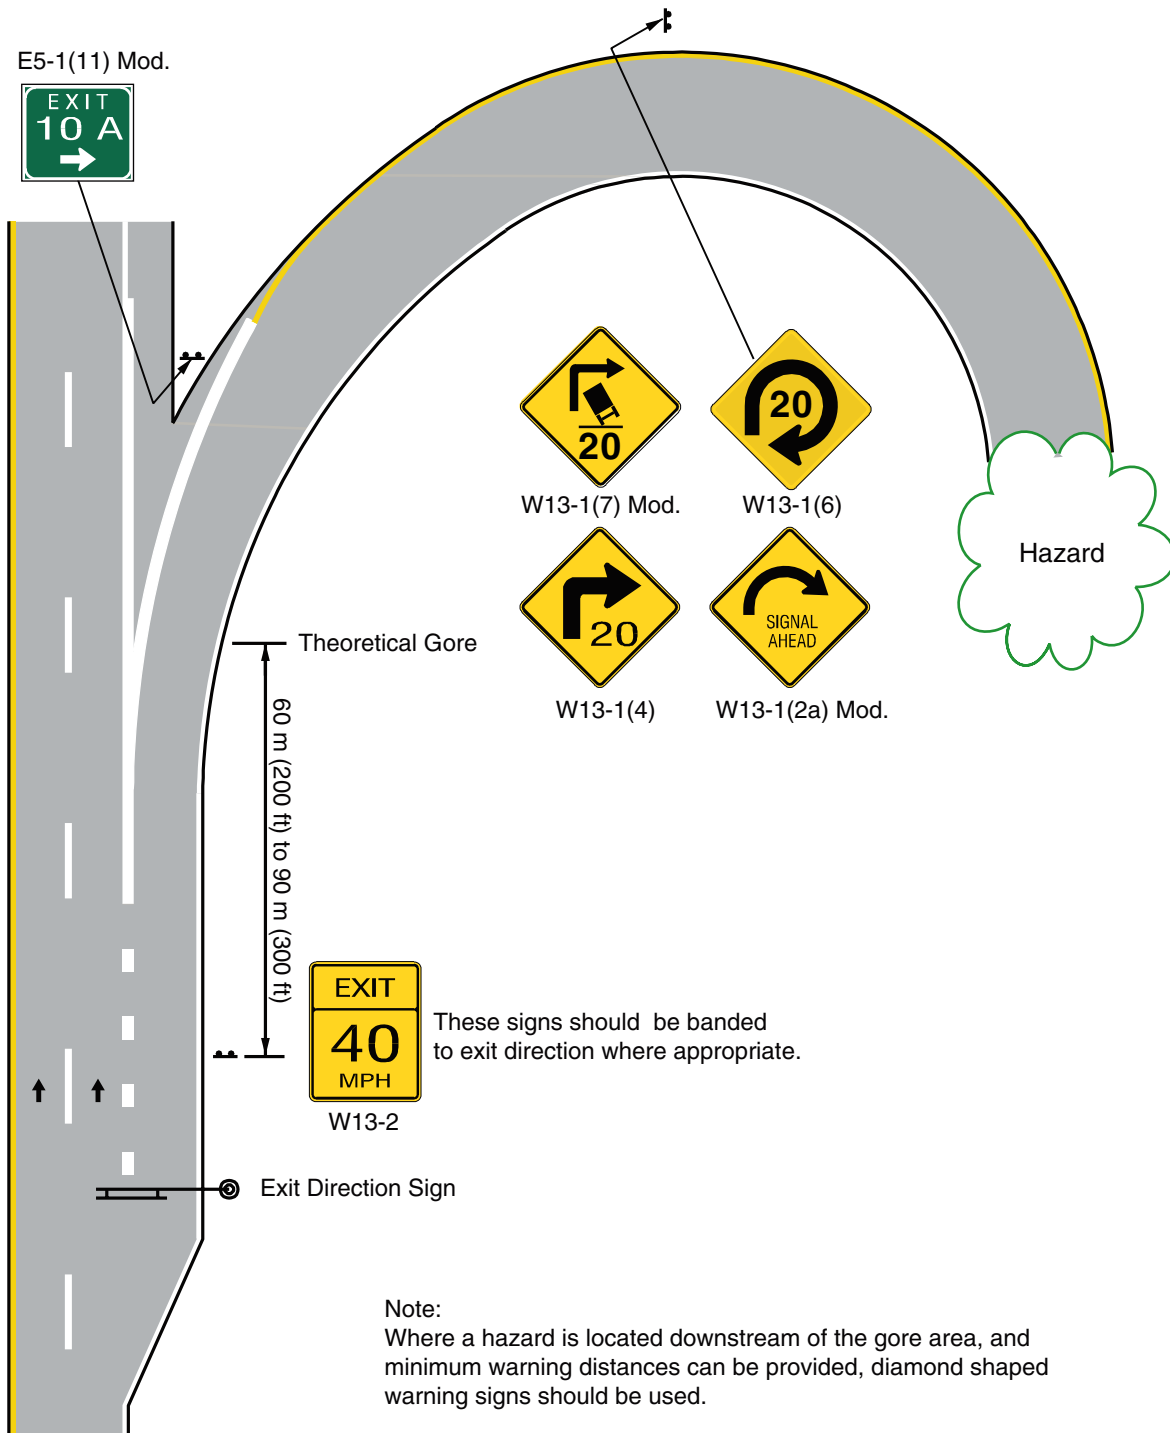 E5-1(11) Mod.
EXIT
10 A
20
20
W13-1(7) Mod.
W13-1(6)
20
SIGNAL
AHEAD
W13-1(4)
W13-1(2a) Mod.
Hazard
Theoretical Gore
60 m (200 ft) to 90 m (300 ft)
EXIT
40
MPH
W13-2
These signs should be banded
to exit direction where appropriate.
Exit Direction Sign
Note:
Where a hazard is located downstream of the gore area, and
minimum warning distances can be provided, diamond shaped
warning signs should be used.